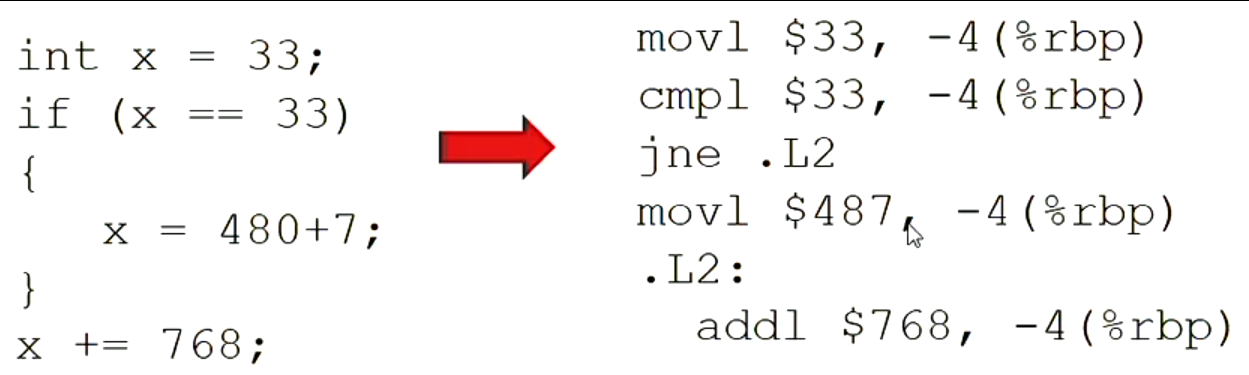 int x = 33;
if (x == 33)
{
   x = 480+7;
}
x += 768;
movl $33, -4(%rbp)
cmpl $33, -4(%rbp)
jne .L2
movl $487, -4(%rbp)
.L2:
  addl $768, -4(%rbp)